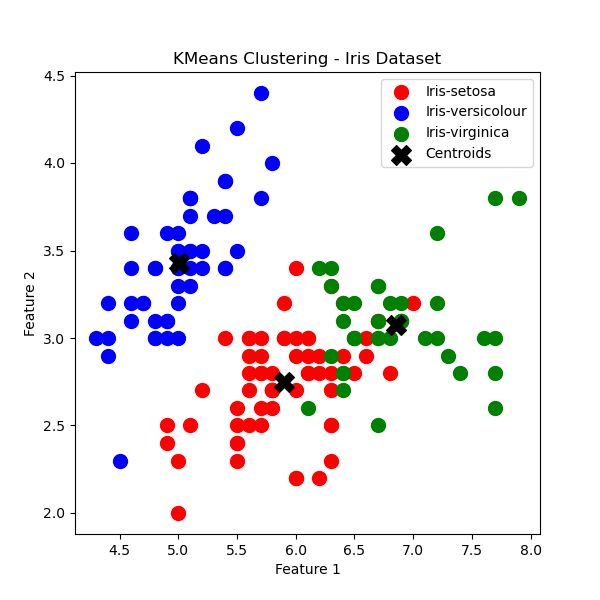 KMeans Clustering - Iris Dataset
4.5
4.0
3.5
3.0
2.5
2.0
Feature 2
Iris-setosa
Iris-versicolour
Iris-virginica
Centroids
4.5 5.0 5.5 6.0 6.5 7.0 7.5 8.0
Feature 1